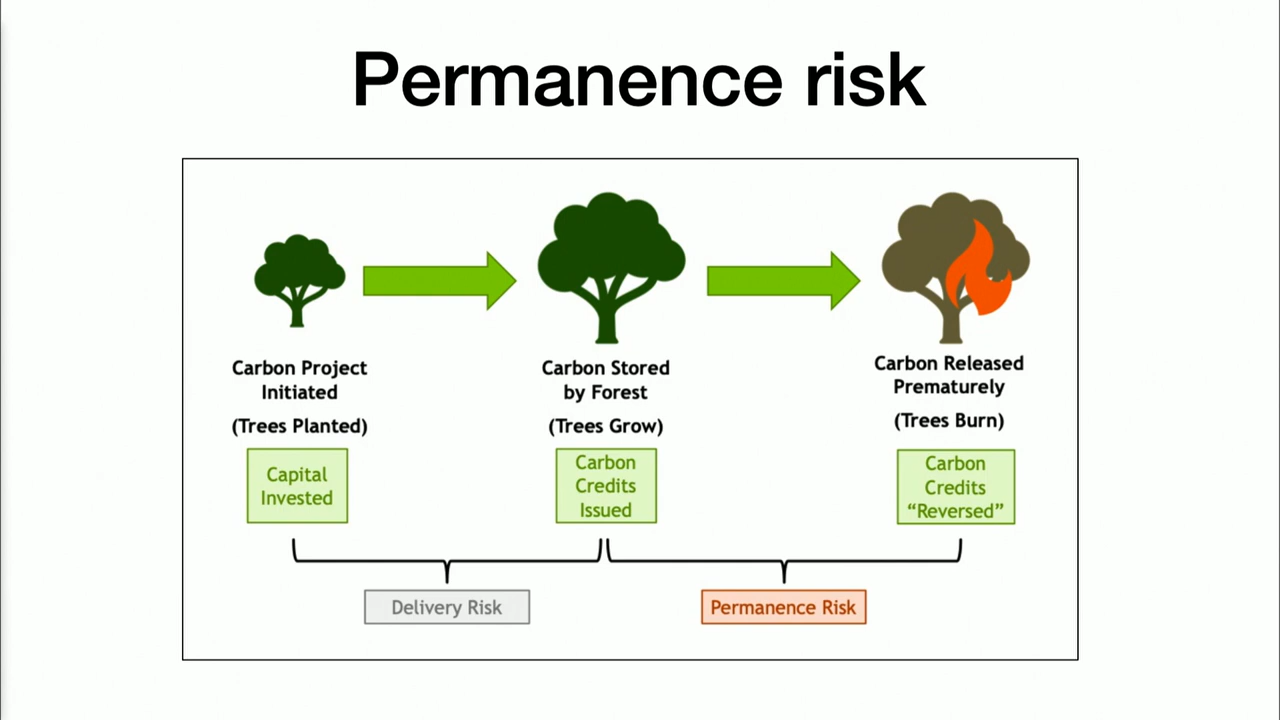 Permanence risk
Carbon Project
Initiated
(Trees Planted)
Capital
Invested
Carbon Stored
by Forest
(Trees Grow)
Carbon
Credits
Issued
Carbon Released
Prematurely
(Trees Burn)
Carbon
Credits
“Reversed”
Delivery Risk
Permanence Risk